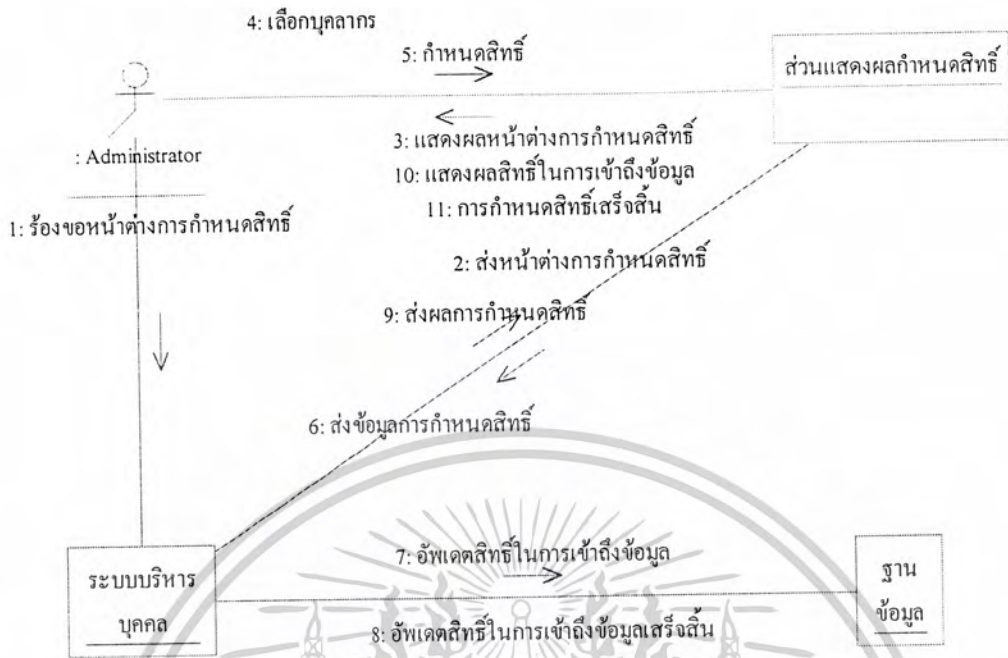 4: เลือกบุคลากร
5: กำหนดสิทธิ์
ส่วนแสดงผลกำหนดสิทธิ์
3: แสดงผลหน้าต่างการกำหนดสิทธิ์
: Administrator
10: แสดงผลสิทธิ์ในการเข้าถึงข้อมูล
11: การกำหนดสิทธิ์เสร็จสิ้น
1: ร้องขอหน้าต่างการกำหนดสิทธิ์
2: ส่งหน้าต่างการกำหนดสิทธิ์
9: ส่งผลการกำหนดสิทธิ์
6: ส่งข้อมูลการกำหนดสิทธิ์
7: อัพเดตสิทธิ์ในการเข้าถึงข้อมูล
ระบบบริหาร
บุคคล
ฐาน
ข้อมูล
8: อัพเดตสิทธิ์ในการเข้าถึงข้อมูลเสร็จสิ้น